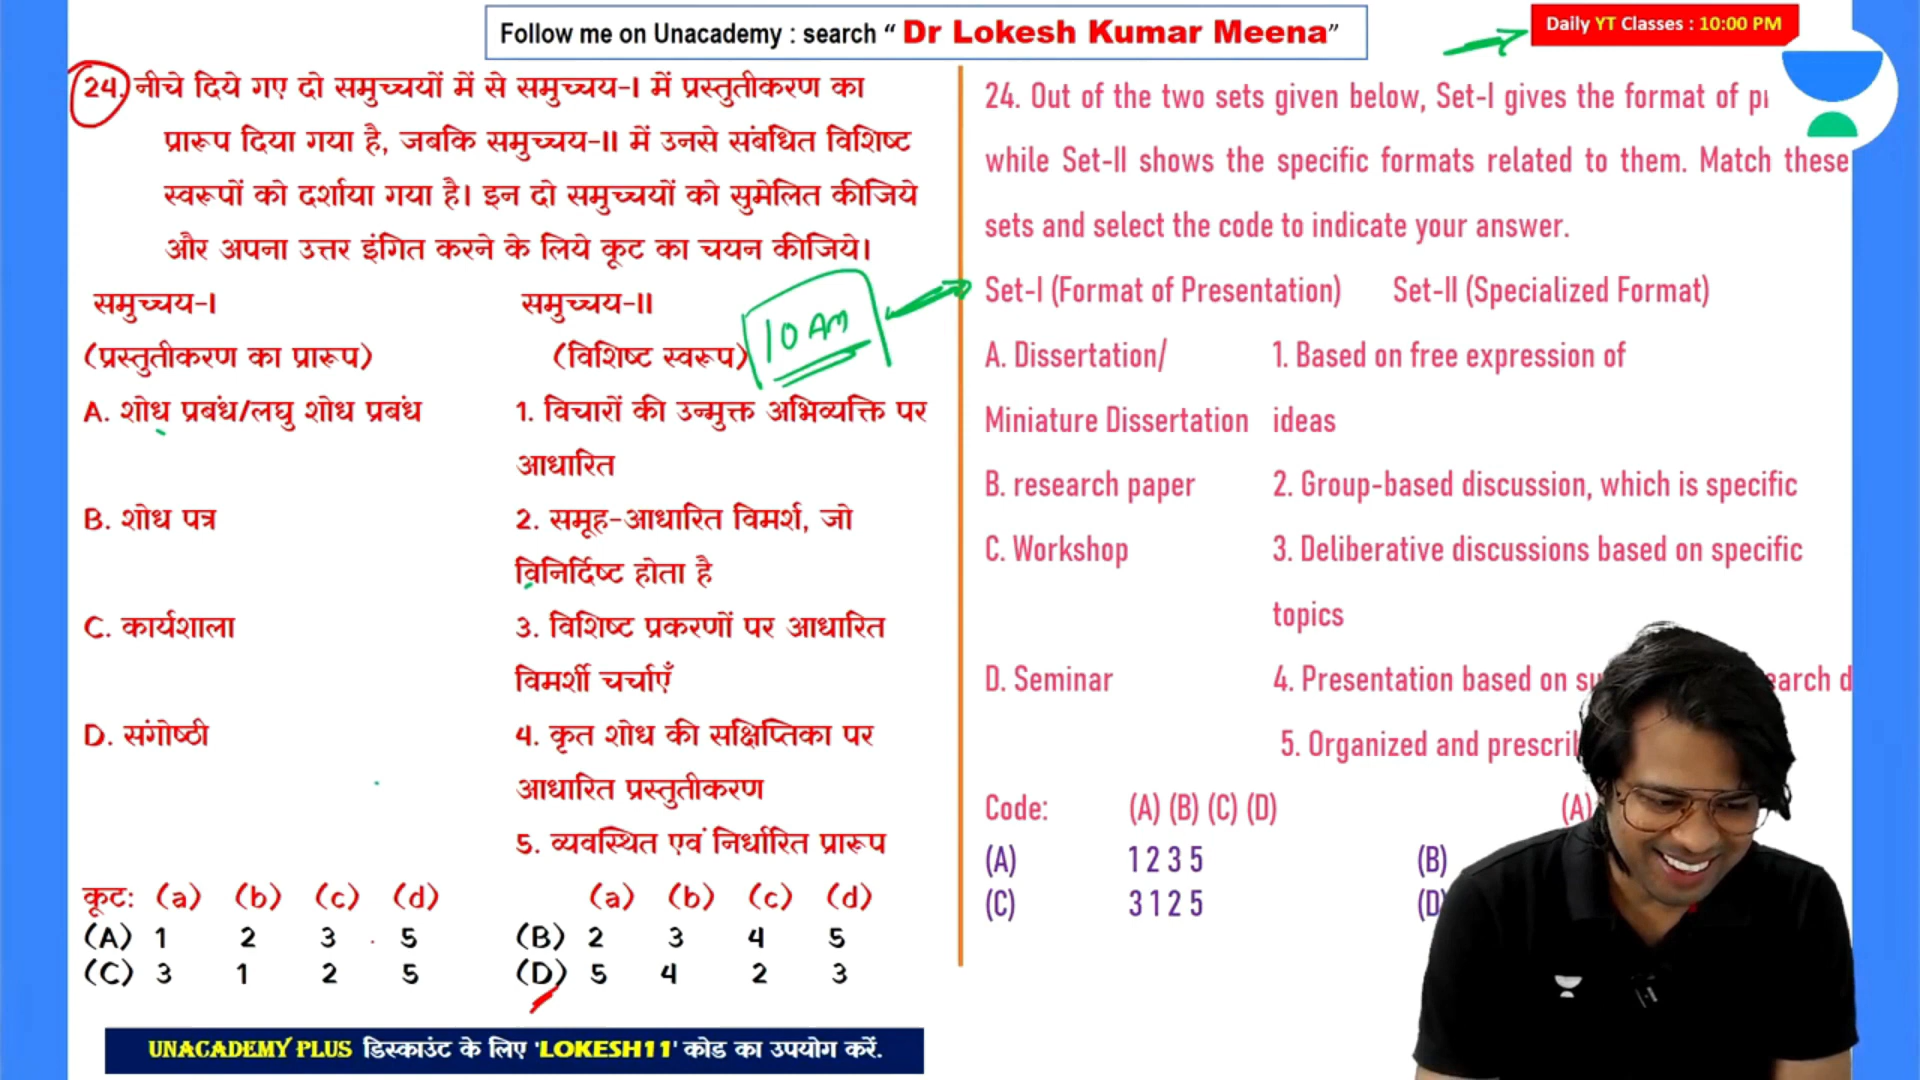 Follow me on Unacademy : search “ Dr Lokesh Kumar Meena”
Daily YT Classes : 10:00 PM
24. नीचे दिये गए दो समुच्चयों में से समुच्चय-I में प्रस्तुतीकरण का
प्रारूप दिया गया है, जबकि समुच्चय-II में उनसे संबधित विशिष्ट
स्वरूपों को दर्शाया गया है। इन दो समुच्चयों को सुमेलित कीजिये
और अपना उत्तर इंगित करने के लिये कूट का चयन कीजिये।
समुच्चय-I समुच्चय-II
(प्रस्तुतीकरण का प्रारूप) (विशिष्ट स्वरूप)
10 AM
A. शोध प्रबंध/लघु शोध प्रबंध 1. विचारों की उन्मुक्त अभिव्यक्ति पर
आधारित
B. शोध पत्र 2. समूह-आधारित विमर्श, जो
विनिर्दिष्ट होता है
C. कार्यशाला 3. विशिष्ट प्रकरणों पर आधारित
विमर्शी चर्चाएँ
D. संगोष्ठी 4. कृत शोध की सक्षिप्तिका पर
आधारित प्रस्तुतीकरण
5. व्यवस्थित एवं निर्धारित प्रारूप
कूट: (a) (b) (c) (d) (a) (b) (c) (d)
(A) 1 2 3 5 (B) 2 3 4 5
(C) 3 1 2 5 (D) 5 4 2 3
24. Out of the two sets given below, Set-I gives the format of
while Set-II shows the specific formats related to them. Match these
sets and select the code to indicate your answer.
Set-I (Format of Presentation) Set-II (Specialized Format)
A. Dissertation/ 1. Based on free expression of
Miniature Dissertation ideas
B. research paper 2. Group-based discussion, which is specific
C. Workshop 3. Deliberative discussions based on specific
topics
D. Seminar 4. Presentation based on
5. Organized and
Code: (A) (B) (C) (D) (A)
(A) 1 2 3 5 (B)
(C) 3 1 2 5 (D)
UNACADEMY PLUS डिस्काउंट के लिए 'LOKESH11' कोड का उपयोग करें.